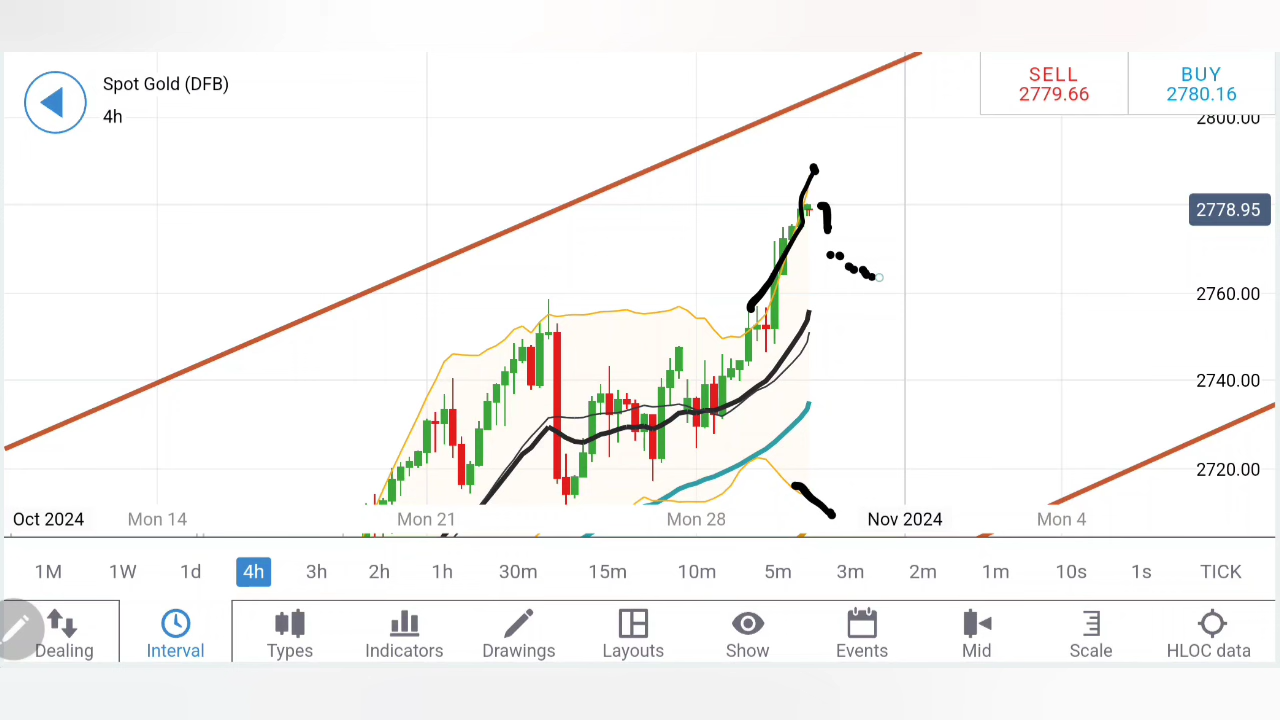 Spot Gold (DFB)
4h
SELL
2779.66
BUY
2780.16
2800.00
2778.95
2760.00
2740.00
2720.00
Oct 2024 Mon 14 Mon 21 Mon 28 Nov 2024 Mon 4
1M 1W 1d 4h 3h 2h 1h 30m 15m 10m 5m 3m 2m 1m 10s 1s TICK
Dealing Interval Types Indicators Drawings Layouts Show Events Mid Scale HLOC data